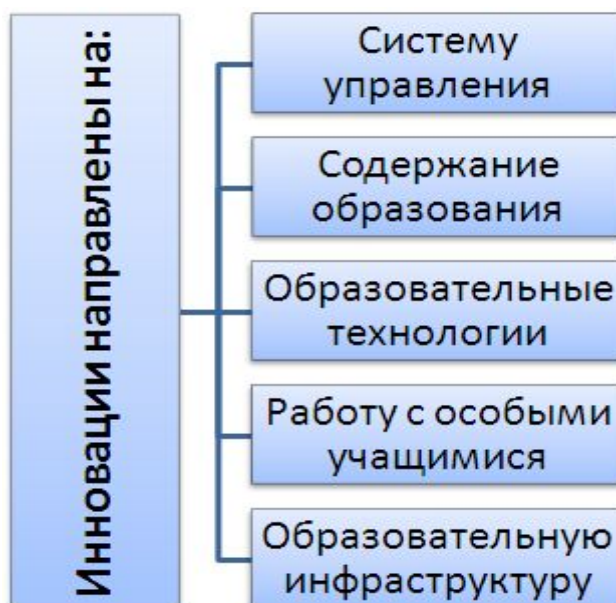 Инновации направлены на:
Систему
управления
Содержание
образования
Образовательные
технологии
Работу с особыми
учащимися
Образовательную
инфраструктуру